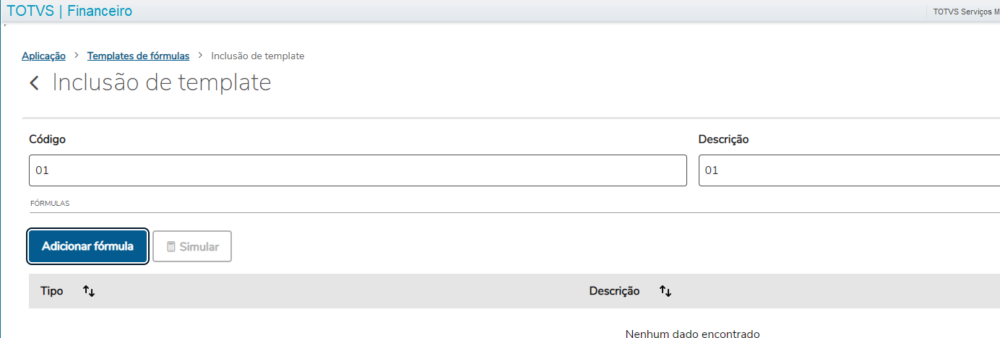 TOTVS | Financeiro
TOTVS Serviços M
Aplicação > Templates de fórmulas > Inclusão de template
< Inclusão de template
Código
Descrição
01
01
FÓRMULAS
Adicionar fórmula
Simular
Tipo
Descrição
Nenhum dado encontrado